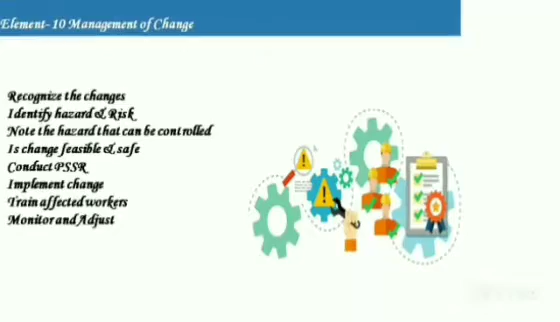 Element- 10 Management of Change
Recognize the changes
Identify hazard & Risk
Note the hazard that can be controlled
Is change feasible & safe
Conduct PSSR
Implement change
Train affected workers
Monitor and Adjust